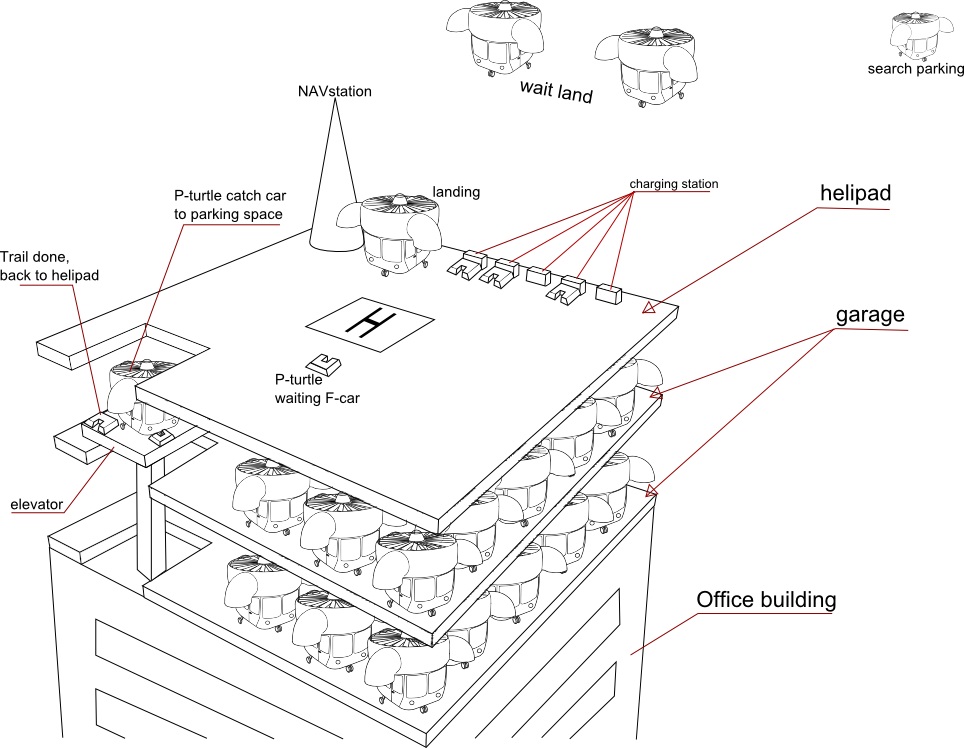 search parking
wait land
NAVstation
P-turtle catch car
to parking space
landing
charging station
helipad
Trail done,
back to helipad
garage
H
P-turtle
waiting F-car
elevator
Office building